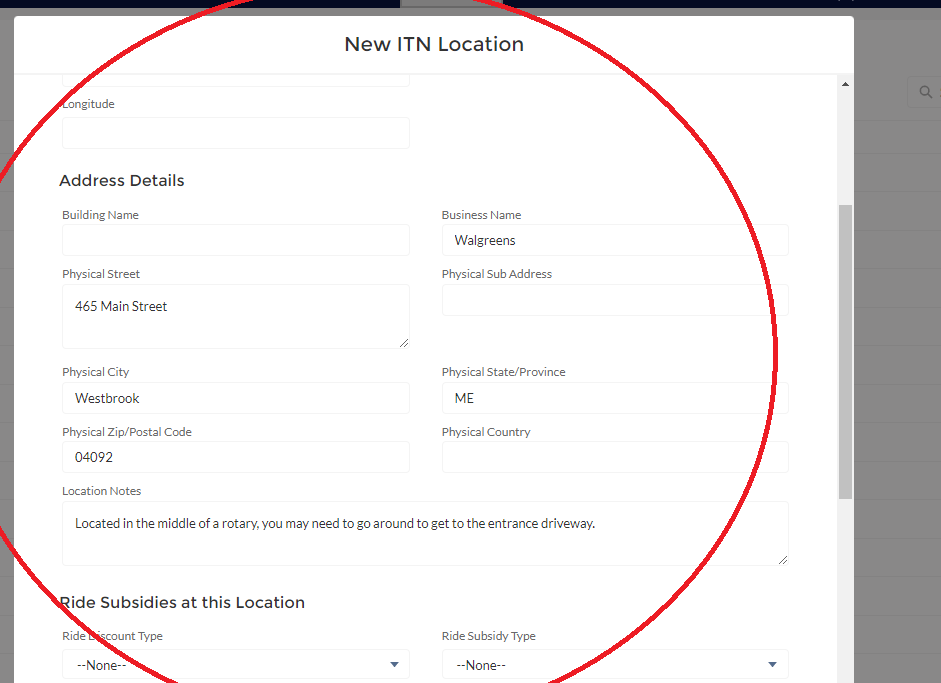 New ITN Location
Longitude
Address Details
Building Name
Business Name
Walgreens
Physical Street
Physical Sub Address
465 Main Street
Physical City
Physical State/Province
Westbrook
ME
Physical Zip/Postal Code
Physical Country
04092
Location Notes
Located in the middle of a rotary, you may need to go around to get to the entrance driveway.
Ride Subsidies at this Location
Ride Discount Type
Ride Subsidy Type
--None--
--None--